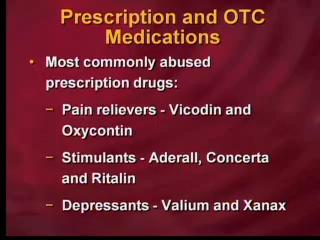 Prescription and OTC
Medications
• Most commonly abused
prescription drugs:
– Pain relievers - Vicodin and
Oxycontin
– Stimulants - Aderall, Concerta
and Ritalin
– Depressants - Valium and Xanax